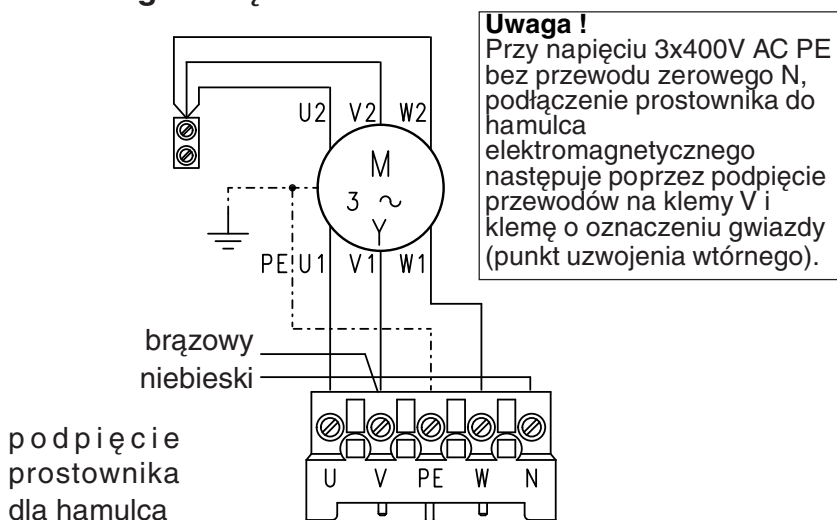 Uwaga !
Przy napięciu 3x400V AC PE
bez przewodu zerowego N,
podłączenie prostownika do
hamulca
elektromagnetycznego
następuje poprzez podpięcie
przewodów na klemy V i
klemę o oznaczeniu gwiazdy
(punkt uzwojenia wtórnego).
U2 V2 W2
M
3 ~
Y
PE U1 V1 W1
brązowy
niebieski
podpięcie
prostownika
dla hamulca
U V PE W N